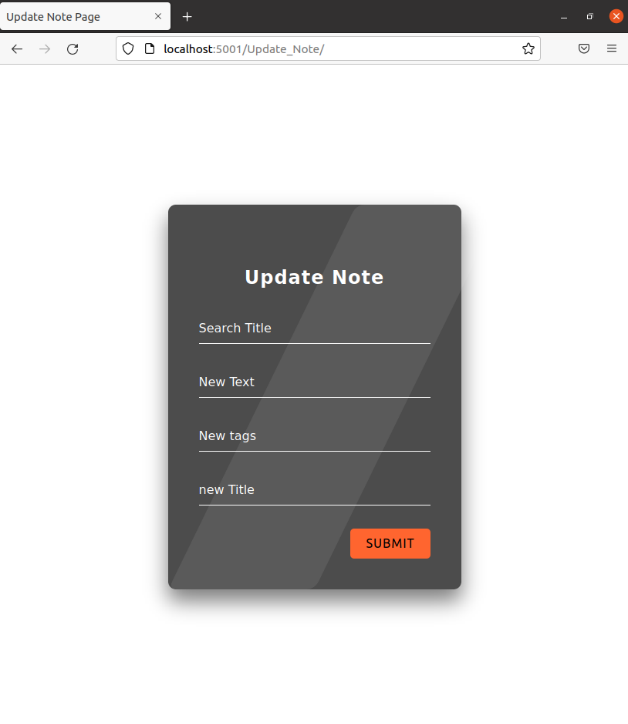 Update Note Page
localhost:5001/Update_Note/
Update Note
Search Title
New Text
New tags
new Title
SUBMIT